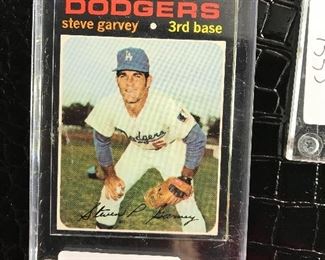 DODGERS
steve garvey • 3rd base
Dodgers
Steven P. Garvey